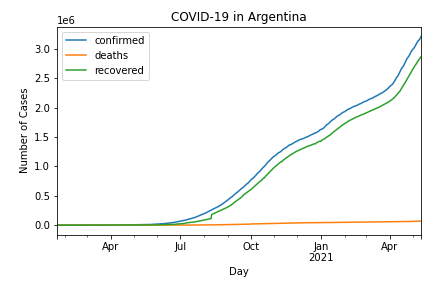 COVID-19 in Argentina
1e6
confirmed
deaths
recovered
3.0
2.5
2.0
1.5
1.0
0.5
0.0
Number of Cases
Apr Jul Oct Jan Apr
2021
Day